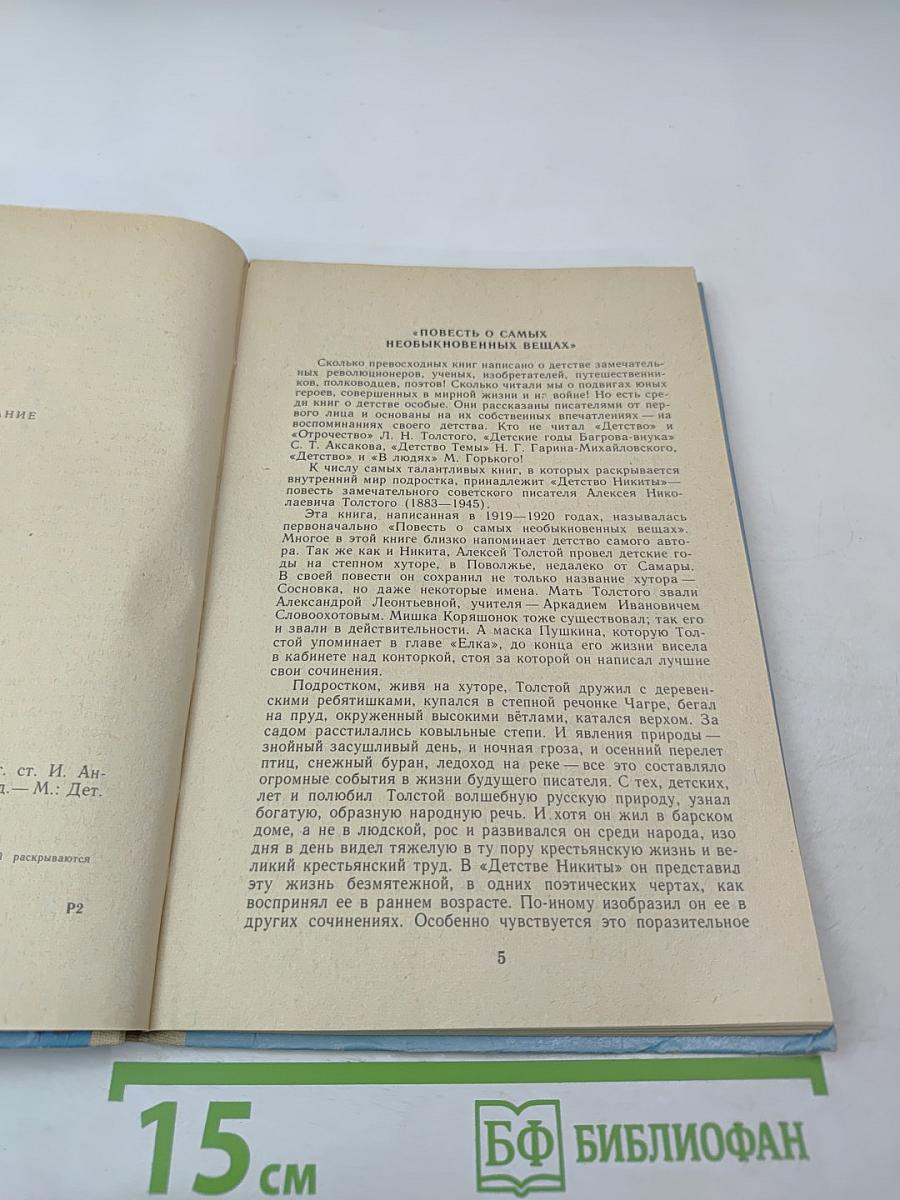 АНИЕ
т. ст. И. Ан-
д.— М.: Дет.
раскрываются
Р2
«ПОВЕСТЬ О САМЫХ
НЕОБЫКНОВЕННЫХ ВЕЩАХ»
Сколько превосходных книг написано о детстве замечатель-
ных революционеров, ученых, изобретателей, путешественни-
ков, полководцев, поэтов! Сколько читали мы о подвигах юных
героев, совершенных в мирной жизни и на войне! Но есть сре-
ди книг о детстве особые. Они рассказаны писателями от пер-
вого лица и основаны на их собственных впечатлениях — на
воспоминаниях своего детства. Кто не читал «Детство» и
«Отрочество» Л. Н. Толстого, «Детские годы Багрова-внука»
С. Т. Аксакова, «Детство Темы» Н. Г. Гарина-Михайловского,
«Детство» и «В людях» М. Горького!
К числу самых талантливых книг, в которых раскрывается
внутренний мир подростка, принадлежит «Детство Никиты»—
повесть замечательного советского писателя Алексея Нико-
лаевича Толстого (1883—1945).
Эта книга, написанная в 1919—1920 годах, называлась
первоначально «Повесть о самых необыкновенных вещах».
Многое в этой книге близко напоминает детство самого авто-
ра. Так же как и Никита, Алексей Толстой провел детские го-
ды на степном хуторе, в Поволжье, недалеко от Самары.
В своей повести он сохранил не только название хутора —
Сосновка, но даже некоторые имена. Мать Толстого звали
Александрой Леонтьевной, учителя — Аркадием Ивановичем
Словоохотовым. Мишка Коряшонок тоже существовал; так его
и звали в действительности. А маска Пушкина, которую Тол-
стой упоминает в главе «Елка», до конца его жизни висела
в кабинете над конторкой, стоя за которой он написал лучшие
свои сочинения.
Подростком, живя на хуторе, Толстой дружил с деревен-
скими ребятишками, купался в степной речонке Чагре, бегал
на пруд, окруженный высокими вётлами, катался верхом. За
садом расстилались ковыльные степи. И явления природы —
знойный засушливый день, и ночная гроза, и осенний перелет
птиц, снежный буран, ледоход на реке — все это составляло
огромные события в жизни будущего писателя. С тех, детских,
лет и полюбил Толстой волшебную русскую природу, узнал
богатую, образную народную речь. И хотя он жил в барском
доме, а не в людской, рос и развивался он среди народа, изо
дня в день видел тяжелую в ту пору крестьянскую жизнь и ве-
ликий крестьянский труд. В «Детстве Никиты» он представил
эту жизнь безмятежной, в одних поэтических чертах, как
воспринял ее в раннем возрасте. По-иному изобразил он ее в
других сочинениях. Особенно чувствуется это поразительное
5
15 см
БФ БИБЛИОФАН